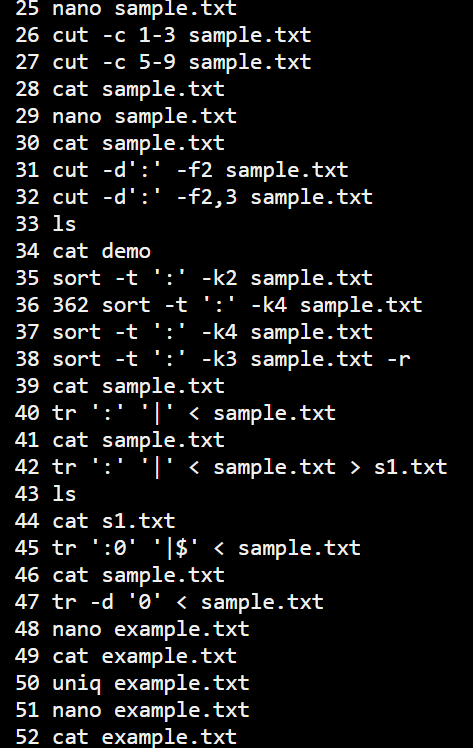 25 nano sample.txt
26 cut -c 1-3 sample.txt
27 cut -c 5-9 sample.txt
28 cat sample.txt
29 nano sample.txt
30 cat sample.txt
31 cut -d':' -f2 sample.txt
32 cut -d':' -f2,3 sample.txt
33 ls
34 cat demo
35 sort -t ':' -k2 sample.txt
36 362 sort -t ':' -k4 sample.txt
37 sort -t ':' -k4 sample.txt
38 sort -t ':' -k3 sample.txt -r
39 cat sample.txt
40 tr ':' '|' < sample.txt
41 cat sample.txt
42 tr ':' '|' < sample.txt > s1.txt
43 ls
44 cat s1.txt
45 tr ':0' '|$' < sample.txt
46 cat sample.txt
47 tr -d '0' < sample.txt
48 nano example.txt
49 cat example.txt
50 uniq example.txt
51 nano example.txt
52 cat example.txt